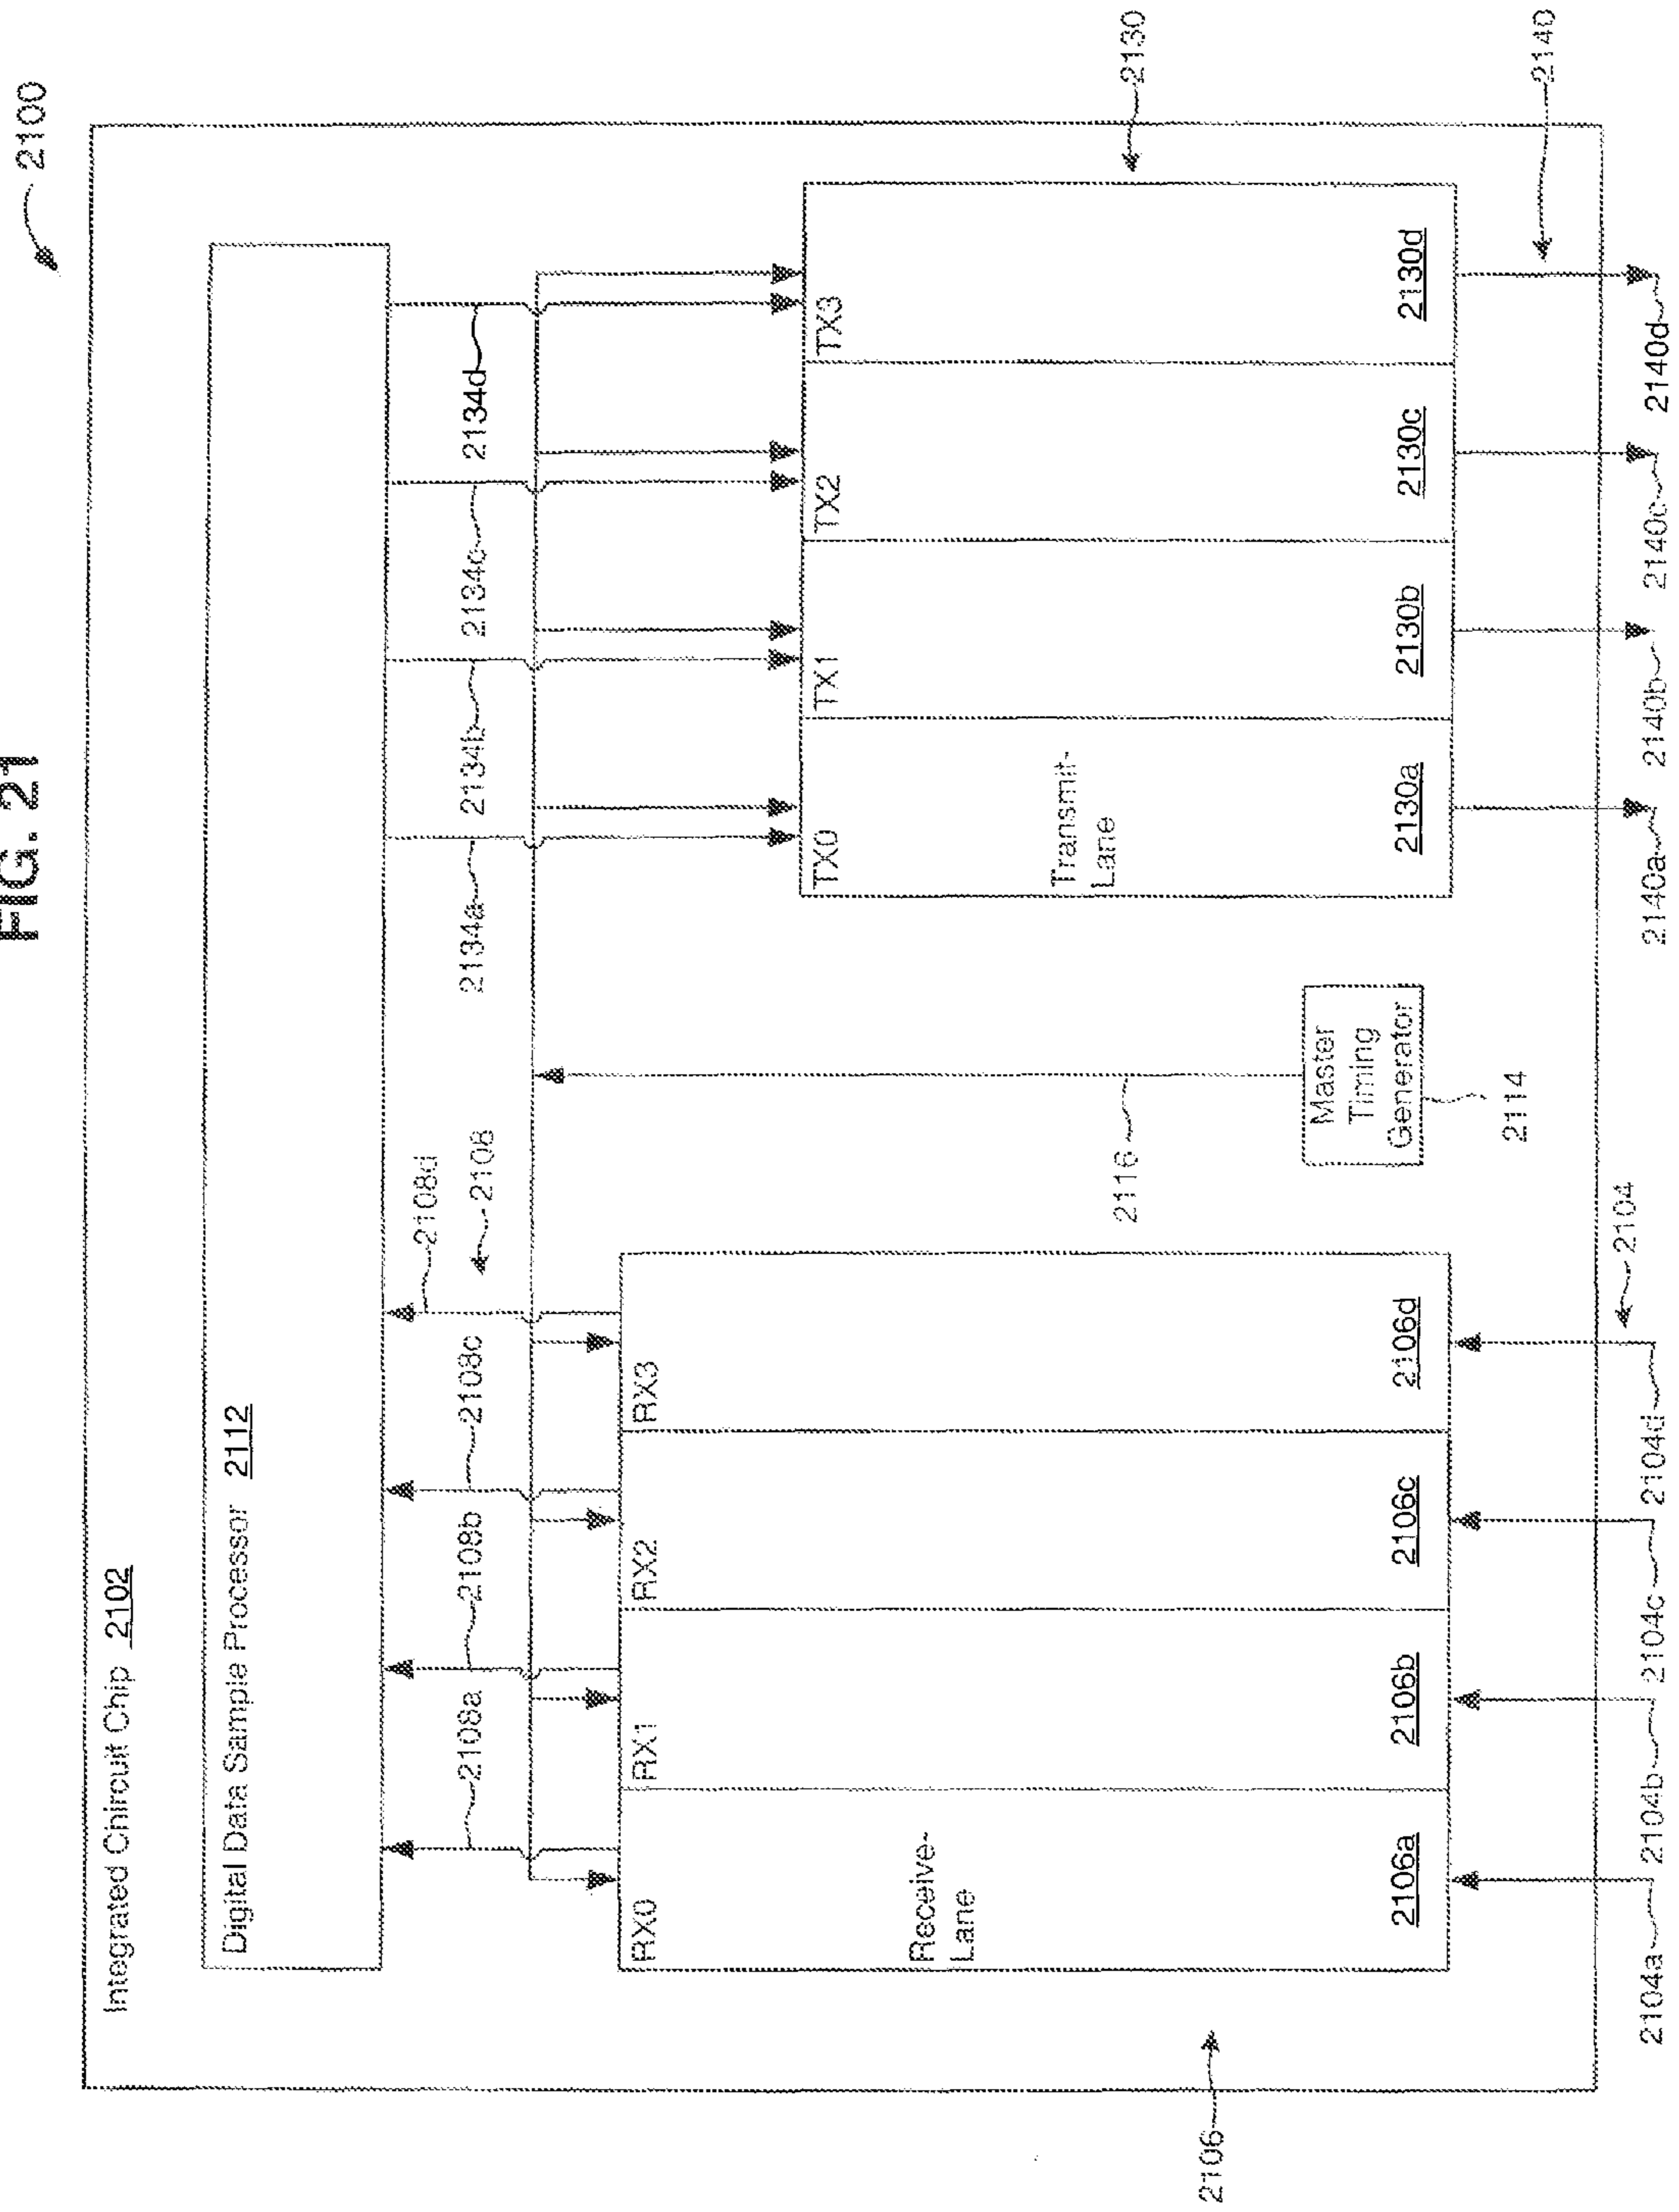 FIG. 21
2100
Integrated Chircuit Chip 2102
Digital Data Sample Processor 2112
2108a
2108b
2108c
2108d
2108
2134a
2134b
2134c
2134d
RX0
RX1
RX2
RX3
Receive-
Lane
2106a
2106b
2106c
2106d
2106
2116
Master
Timing
Generator
2114
TX0
TX1
TX2
TX3
Transmit-
Lane
2130a
2130b
2130c
2130d
2130
2104a
2104b
2104c
2104d
2104
2140a
2140b
2140c
2140d
2140